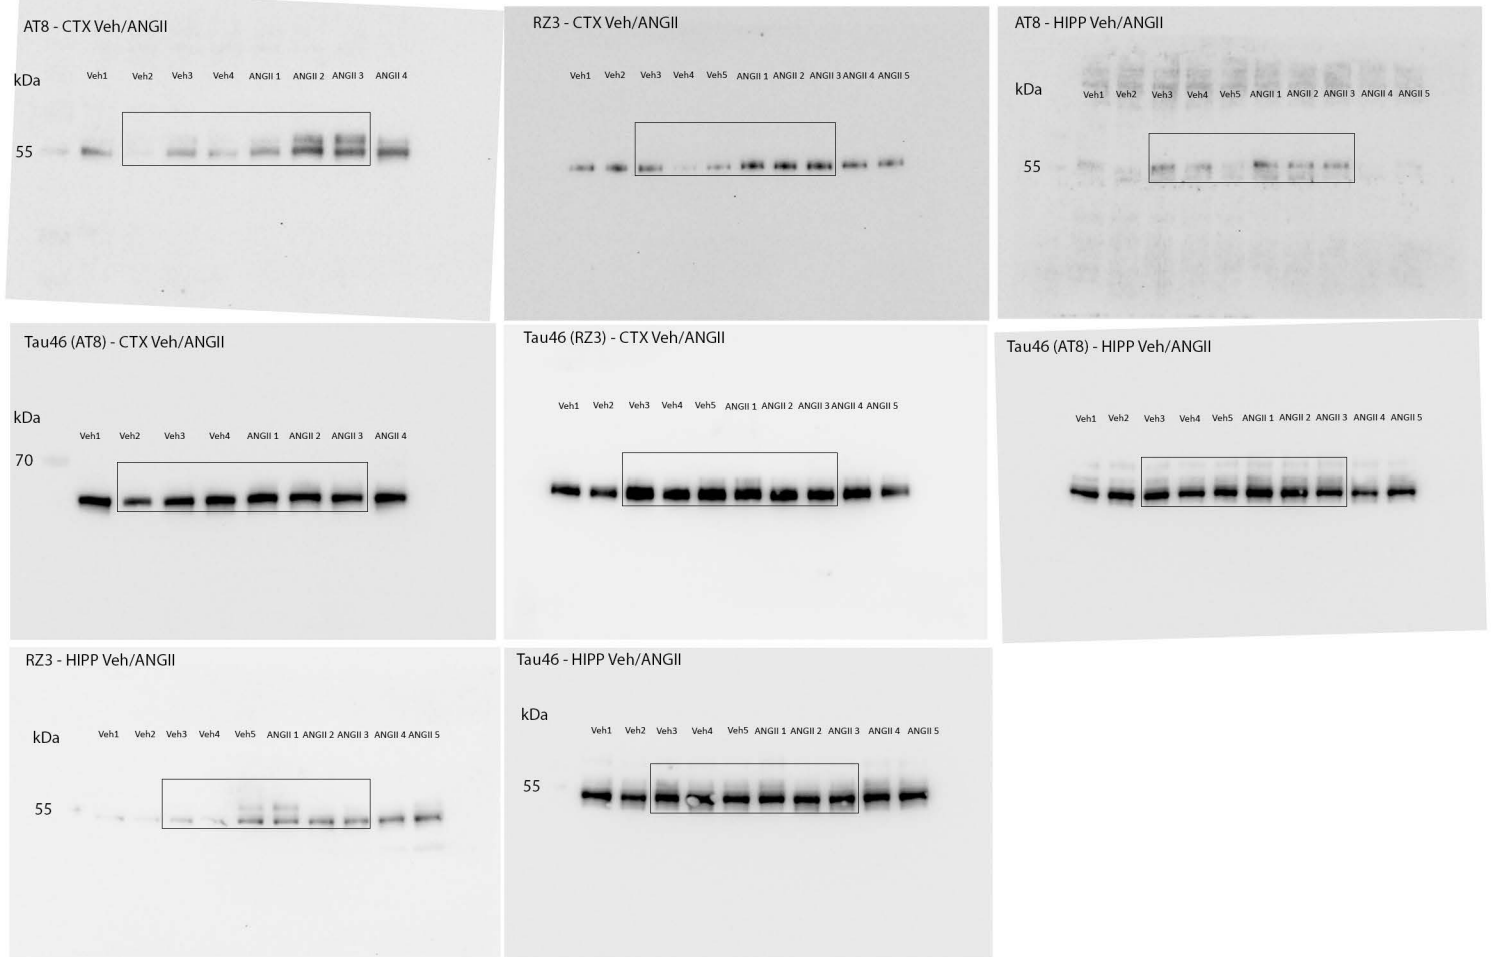 AT8 - CTX Veh/ANGII
kDa
Veh1 Veh2 Veh3 Veh4 ANGII 1 ANGII 2 ANGII 3 ANGII 4
55
RZ3 - CTX Veh/ANGII
Veh1 Veh2 Veh3 Veh4 Veh5 ANGII 1 ANGII 2 ANGII 3 ANGII 4 ANGII 5
AT8 - HIPP Veh/ANGII
kDa
Veh1 Veh2 Veh3 Veh4 Veh5 ANGII 1 ANGII 2 ANGII 3 ANGII 4 ANGII 5
55
Tau46 (AT8) - CTX Veh/ANGII
kDa
Veh1 Veh2 Veh3 Veh4 ANGII 1 ANGII 2 ANGII 3 ANGII 4
70
Tau46 (RZ3) - CTX Veh/ANGII
Veh1 Veh2 Veh3 Veh4 Veh5 ANGII 1 ANGII 2 ANGII 3 ANGII 4 ANGII 5
Tau46 (AT8) - HIPP Veh/ANGII
Veh1 Veh2 Veh3 Veh4 Veh5 ANGII 1 ANGII 2 ANGII 3 ANGII 4 ANGII 5
RZ3 - HIPP Veh/ANGII
kDa
Veh1 Veh2 Veh3 Veh4 Veh5 ANGII 1 ANGII 2 ANGII 3 ANGII 4 ANGII 5
55
Tau46 - HIPP Veh/ANGII
kDa
Veh1 Veh2 Veh3 Veh4 Veh5 ANGII 1 ANGII 2 ANGII 3 ANGII 4 ANGII 5
55